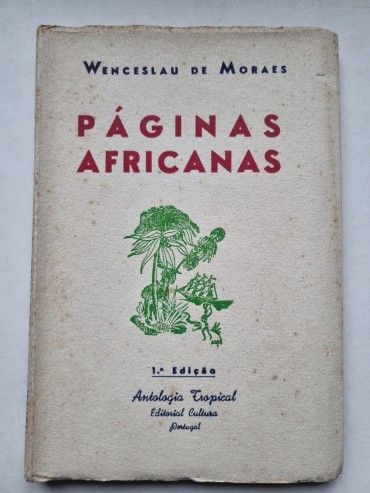 WENCESLAU DE MORAES
PÁGINAS
AFRICANAS
1.ª Edição
Antologia Tropical
Editorial Cultura
Portugal